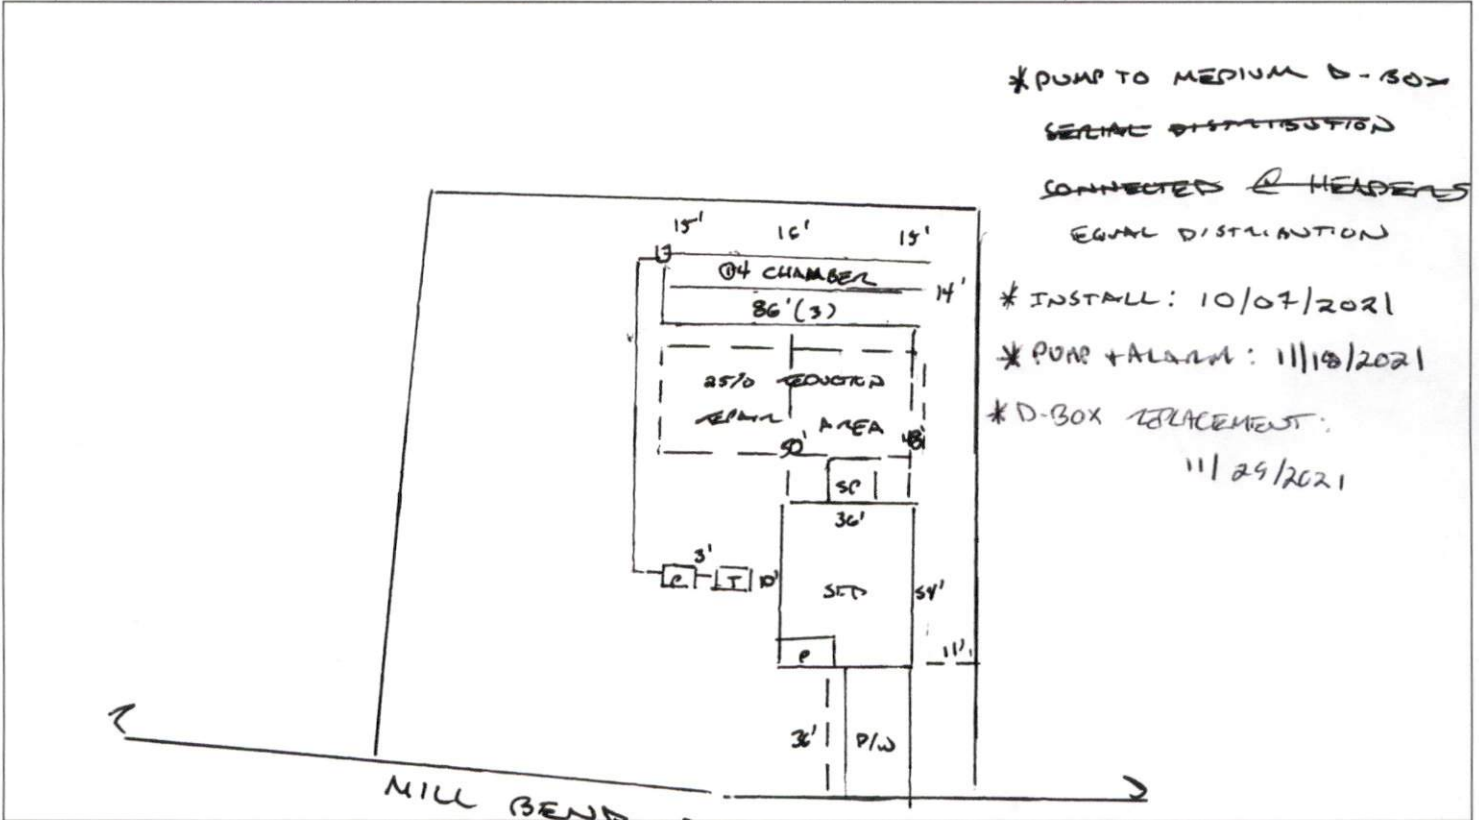 *PUMP TO MEDIUM D-BOX
SERIAL DISTRIBUTION
CONNECTED @ HEADERS
EQUAL DISTRIBUTION
* INSTALL: 10/07/2021
* PUMP + ALARM: 11/18/2021
* D-BOX REPLACEMENT:
11/29/2021
15' 16' 15'
Q4 CHAMBER
14'
86'(3)
25% REDUCTION
REPAIR AREA
50' 48'
SP
36'
3'
P T 10'
SFD 54'
P
11'
36' D/W
MILL BEND